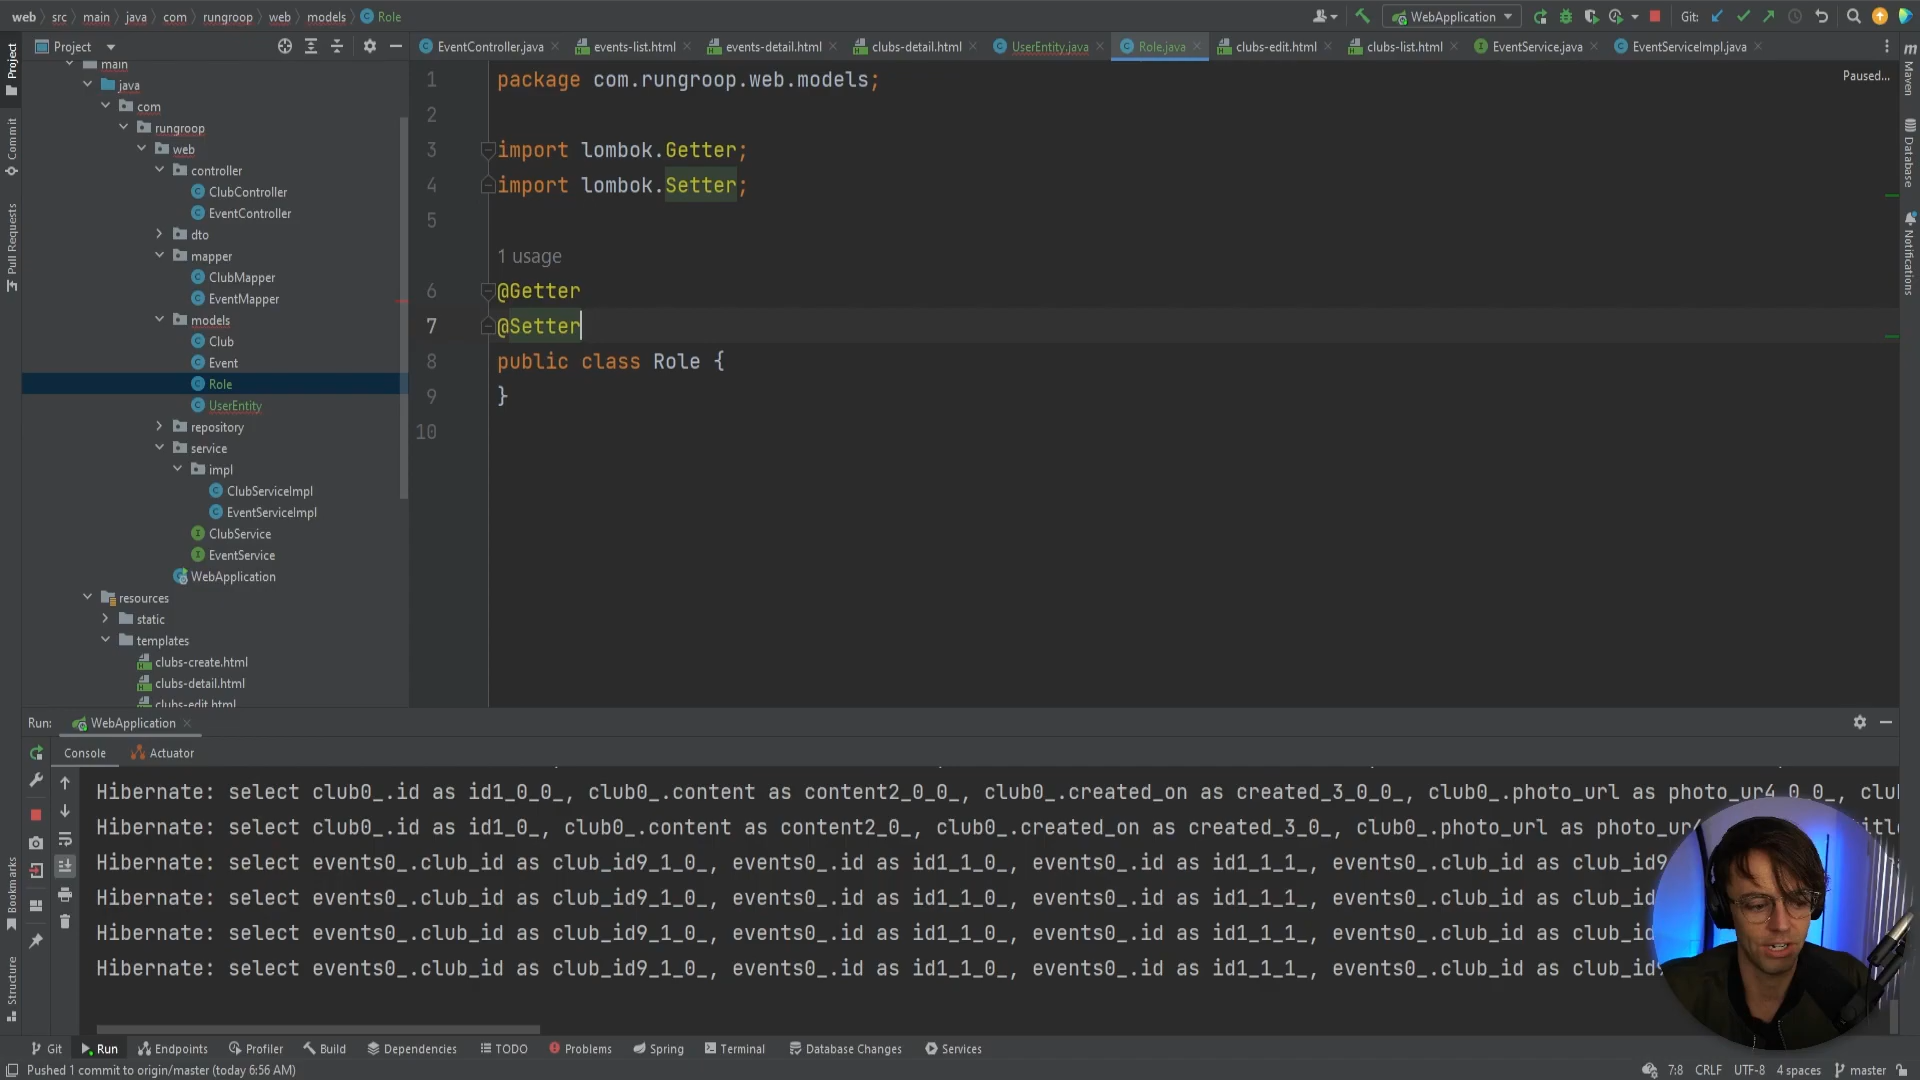 web src main java com rungroop web models Role
WebApplication
Git:
Project
EventController.java
events-list.html
events-detail.html
clubs-detail.html
UserEntity.java
Role.java
clubs-edit.html
clubs-list.html
EventService.java
EventServiceImpl.java
Project
Commit
Pull Requests
Bookmarks
Structure
main
java
com
rungroop
web
controller
ClubController
EventController
dto
mapper
ClubMapper
EventMapper
models
Club
Event
Role
UserEntity
repository
service
impl
ClubServiceImpl
EventServiceImpl
ClubService
EventService
WebApplication
resources
static
templates
clubs-create.html
clubs-detail.html
clubs-edit.html
1 package com.rungroop.web.models;
2
3 import lombok.Getter;
4 import lombok.Setter;
5
1 usage
6 @Getter
7 @Setter
8 public class Role {
9 }
10
Paused...
Maven
Database
Notifications
Run: WebApplication
Console Actuator
Hibernate: select club0_.id as id1_0_0_, club0_.content as content2_0_0_, club0_.created_on as created_3_0_0_, club0_.photo_url as photo_ur4_0_0_,
Hibernate: select club0_.id as id1_0_, club0_.content as content2_0_, club0_.created_on as created_3_0_, club0_.photo_url as
Hibernate: select events0_.club_id as club_id9_1_0_, events0_.id as id1_1_0_, events0_.id as id1_1_1_, events0_.club_id as
Hibernate: select events0_.club_id as club_id9_1_0_, events0_.id as id1_1_0_, events0_.id as id1_1_1_, events0_.club_id as
Hibernate: select events0_.club_id as club_id9_1_0_, events0_.id as id1_1_0_, events0_.id as id1_1_1_, events0_.club_id as
Hibernate: select events0_.club_id as club_id9_1_0_, events0_.id as id1_1_0_, events0_.id as id1_1_1_, events0_.club_id as
Git Run Endpoints Profiler Build Dependencies TODO Problems Spring Terminal Database Changes Services
Pushed 1 commit to origin/master (today 6:56 AM)
7:8 CRLF UTF-8 4 spaces master